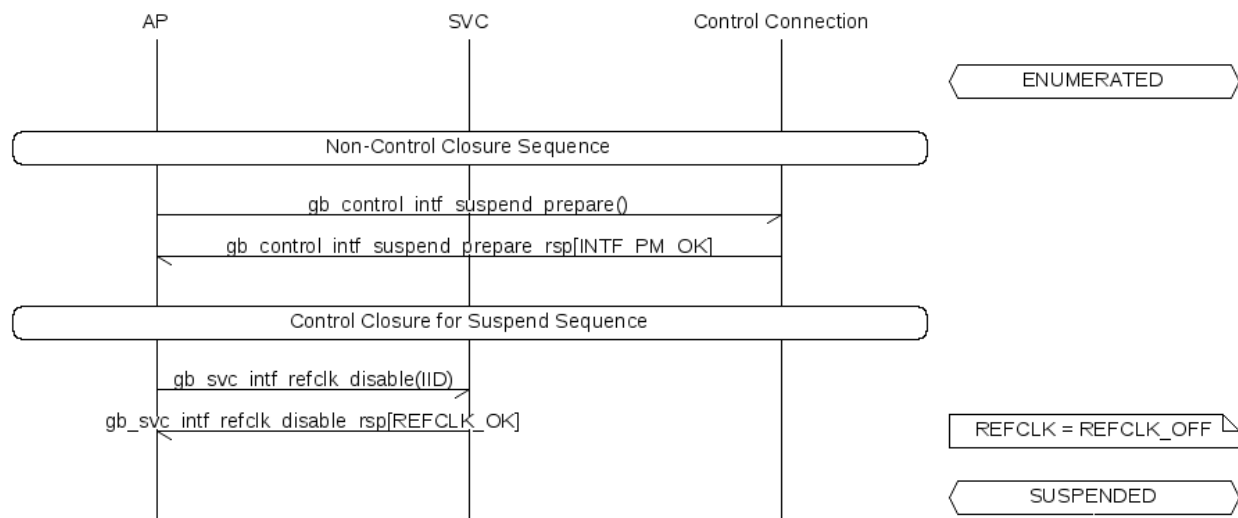 AP SVC Control Connection
ENUMERATED
Non-Control Closure Sequence
gb_control_intf_suspend_prepare()
gb_control_intf_suspend_prepare_rsp[INTF_PM_OK]
Control Closure for Suspend Sequence
gb_svc_intf_refclk_disable(IID)
gb_svc_intf_refclk_disable_rsp[REFCLK_OK]
REFCLK = REFCLK_OFF
SUSPENDED